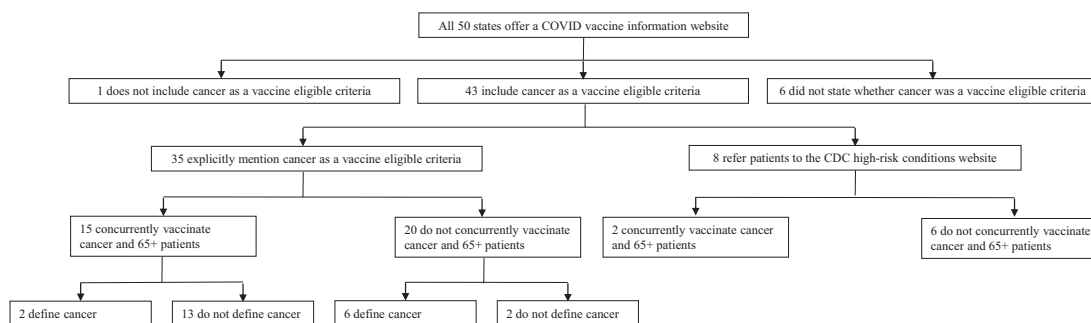 All 50 states offer a COVID vaccine information website
1 does not include cancer as a vaccine eligible criteria
43 include cancer as a vaccine eligible criteria
6 did not state whether cancer was a vaccine eligible criteria
35 explicitly mention cancer as a vaccine eligible criteria
8 refer patients to the CDC high-risk conditions website
15 concurrently vaccinate
cancer and 65+ patients
20 do not concurrently vaccinate
cancer and 65+ patients
2 concurrently vaccinate cancer
and 65+ patients
6 do not concurrently vaccinate
cancer and 65+ patients
2 define cancer
13 do not define cancer
6 define cancer
2 do not define cancer